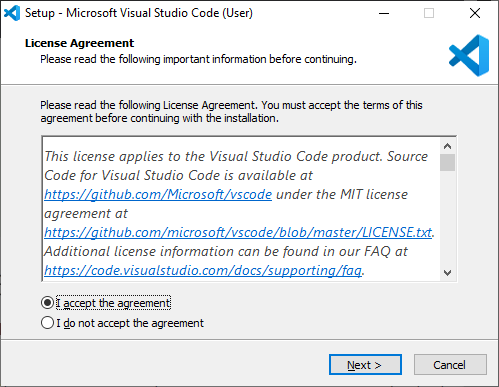 Setup - Microsoft Visual Studio Code (User)
License Agreement
Please read the following important information before continuing.
Please read the following License Agreement. You must accept the terms of this
agreement before continuing with the installation.
This license applies to the Visual Studio Code product. Source
Code for Visual Studio Code is available at
https://github.com/Microsoft/vscode under the MIT license
agreement at
https://github.com/microsoft/vscode/blob/master/LICENSE.txt.
Additional license information can be found in our FAQ at
https://code.visualstudio.com/docs/supporting/faq.
I accept the agreement
I do not accept the agreement
Next >
Cancel